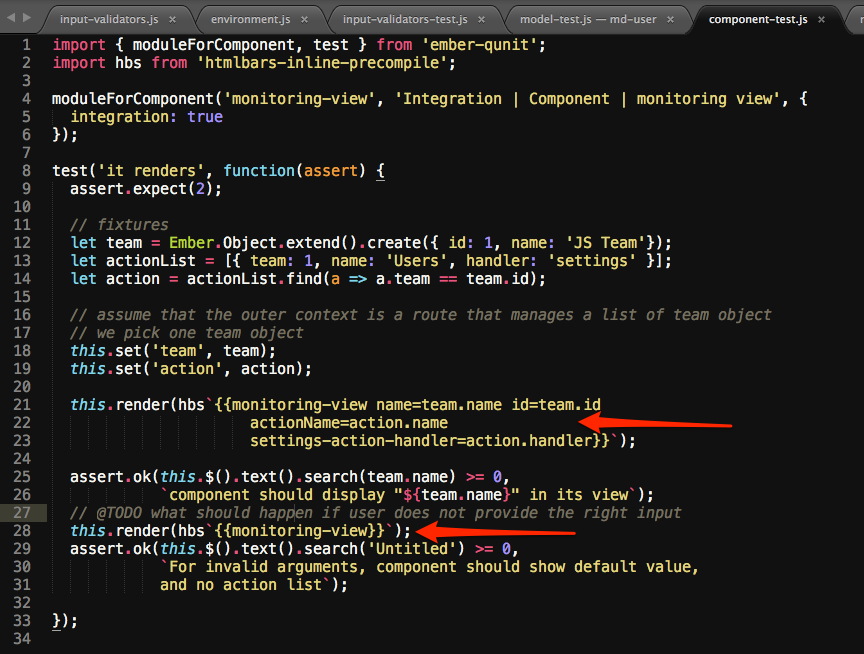 input-validators.js × environment.js × input-validators-test.js × model-test.js — md-user × component-test.js ×
1 import { moduleForComponent, test } from 'ember-qunit';
2 import hbs from 'htmlbars-inline-precompile';
3
4 moduleForComponent('monitoring-view', 'Integration | Component | monitoring view', {
5   integration: true
6 });
7
8 test('it renders', function(assert) {
9   assert.expect(2);
10
11   // fixtures
12   let team = Ember.Object.extend().create({ id: 1, name: 'JS Team'});
13   let actionList = [{ team: 1, name: 'Users', handler: 'settings' }];
14   let action = actionList.find(a => a.team == team.id);
15
16   // assume that the outer context is a route that manages a list of team object
17   // we pick one team object
18   this.set('team', team);
19   this.set('action', action);
20
21   this.render(hbs`{{monitoring-view name=team.name id=team.id
22                       actionName=action.name
23                       settings-action-handler=action.handler}}`);
24
25   assert.ok(this.$().text().search(team.name) >= 0,
26             `component should display "${team.name}" in its view`);
27   // @TODO what should happen if user does not provide the right input
28   this.render(hbs`{{monitoring-view}}`);
29   assert.ok(this.$().text().search('Untitled') >= 0,
30             `For invalid arguments, component should show default value,
31             and no action list`);
32
33 });
34